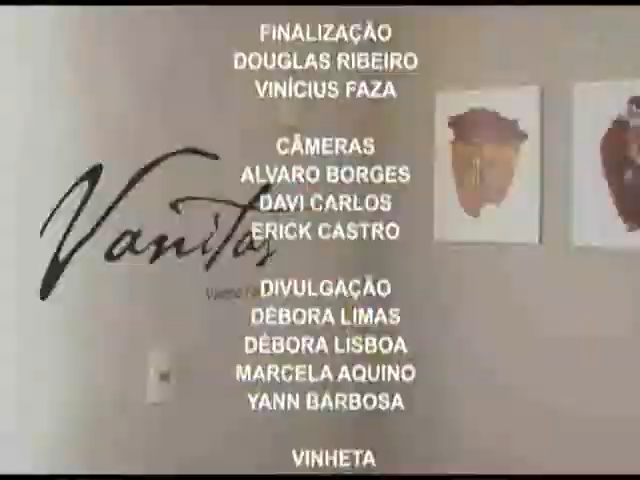 FINALIZAÇÃO
DOUGLAS RIBEIRO
VINÍCIUS FAZA
CÂMERAS
ALVARO BORGES
DAVI CARLOS
ERICK CASTRO
Vanitas
DIVULGAÇÃO
DÉBORA LIMAS
DÉBORA LISBOA
MARCELA AQUINO
YANN BARBOSA
VINHETA